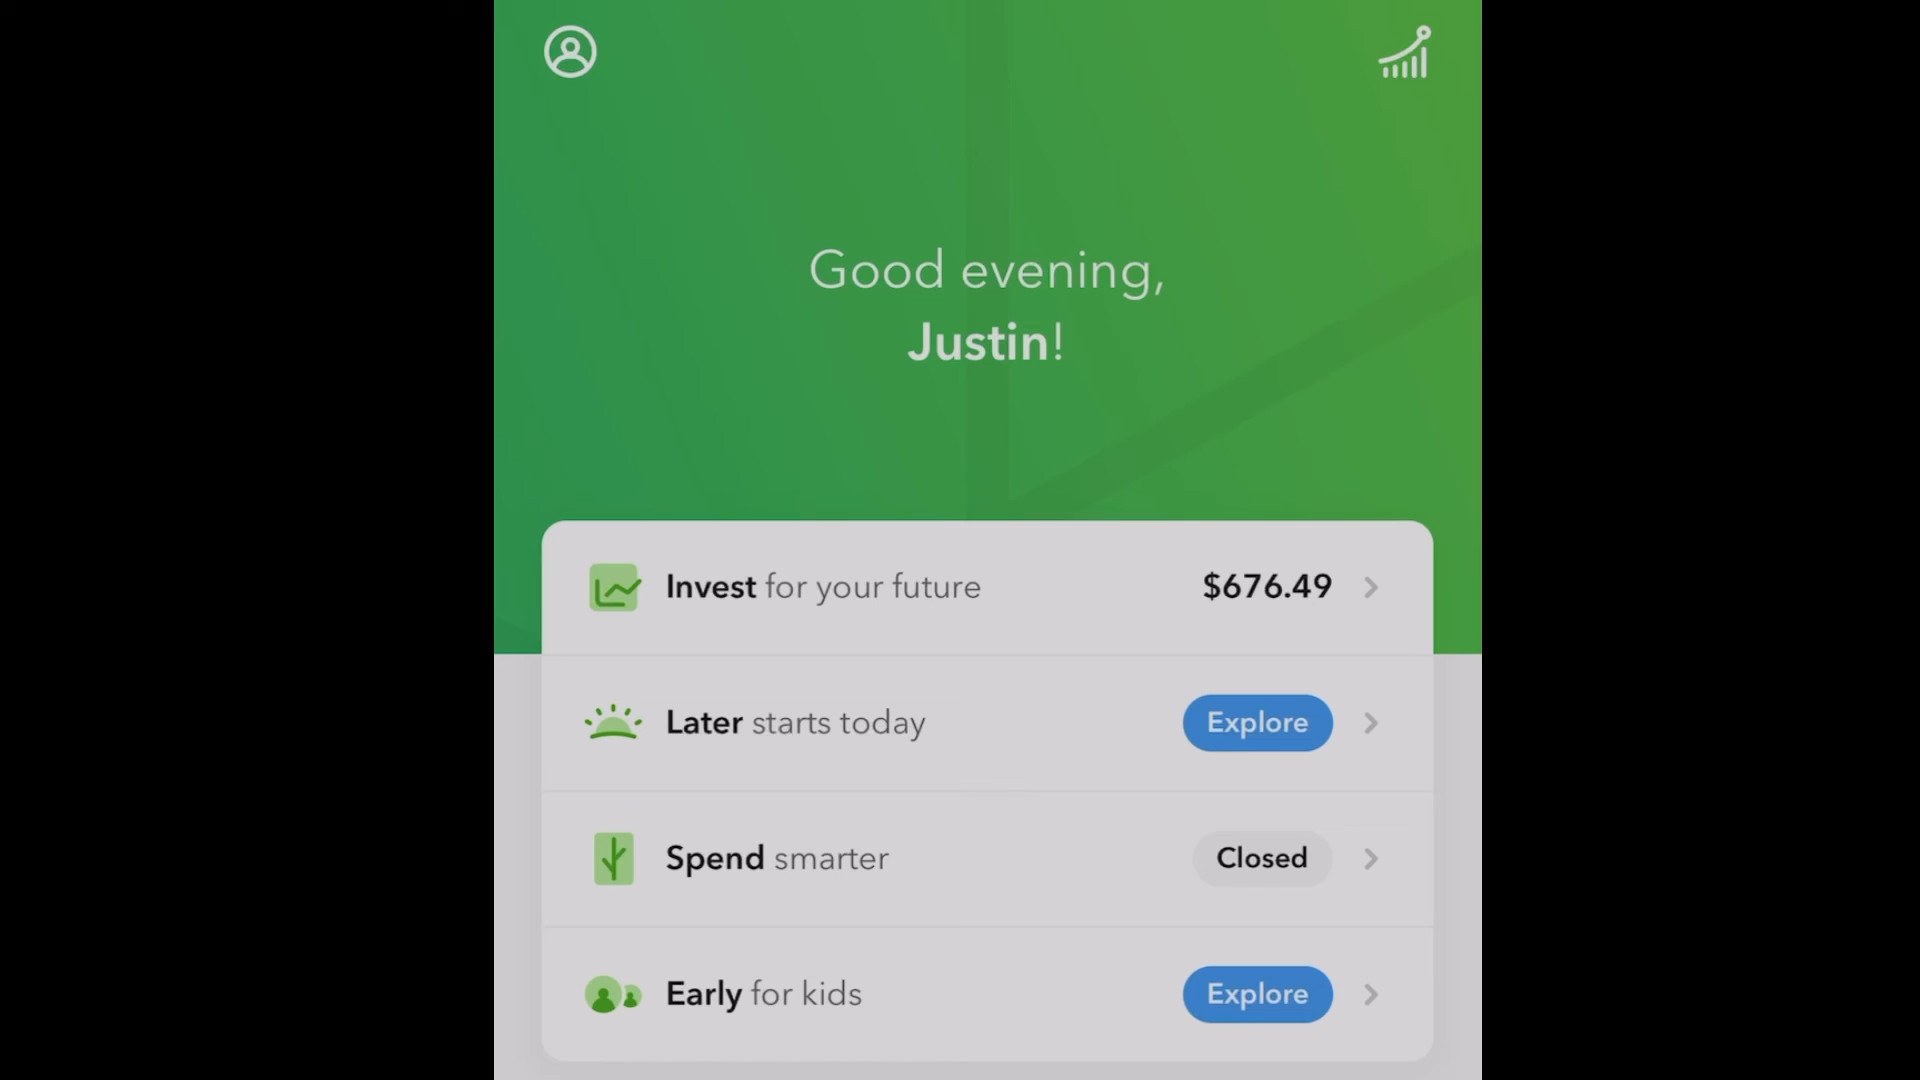 Good evening,
Justin!
Invest for your future $676.49
Later starts today Explore
Spend smarter Closed
Early for kids Explore